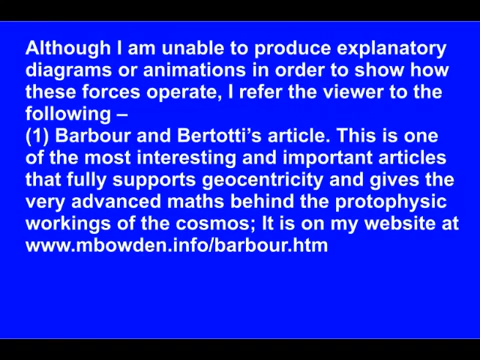 Although I am unable to produce explanatory
diagrams or animations in order to show how
these forces operate, I refer the viewer to the
following –
(1) Barbour and Bertotti’s article. This is one
of the most interesting and important articles
that fully supports geocentricity and gives the
very advanced maths behind the protophysic
workings of the cosmos; It is on my website at
www.mbowden.info/barbour.htm